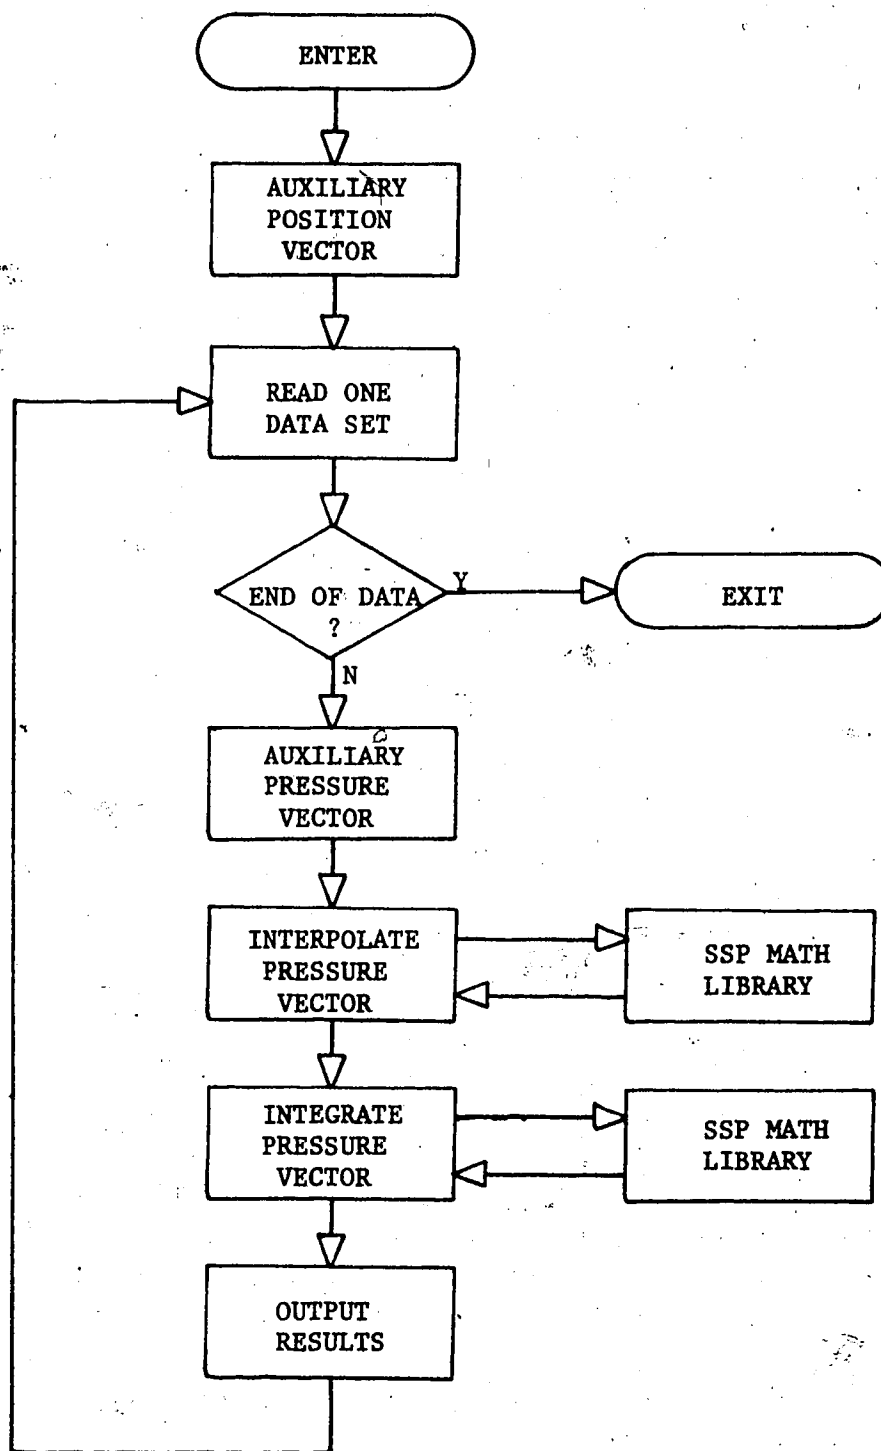 ENTER
AUXILIARY
POSITION
VECTOR
READ ONE
DATA SET
END OF DATA
?
Y
EXIT
N
AUXILIARY
PRESSURE
VECTOR
INTERPOLATE
PRESSURE
VECTOR
SSP MATH
LIBRARY
INTEGRATE
PRESSURE
VECTOR
SSP MATH
LIBRARY
OUTPUT
RESULTS